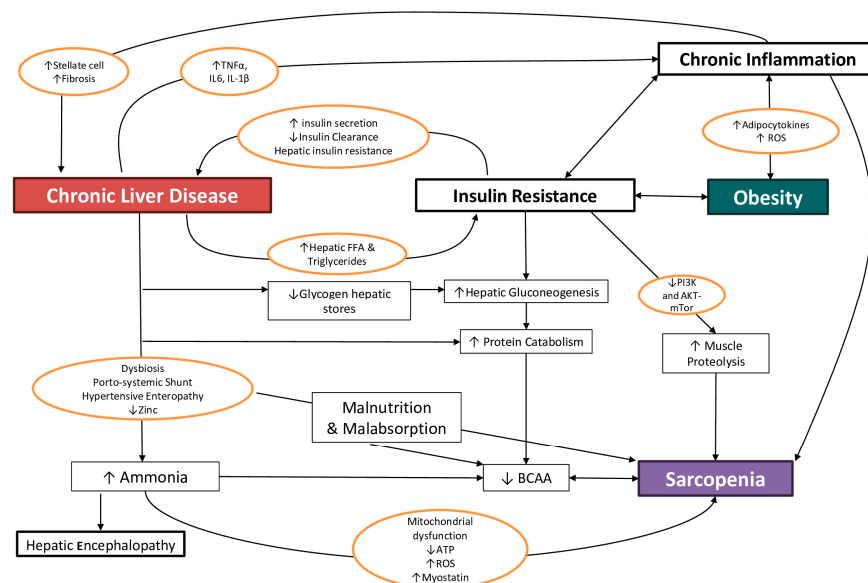 ↑Stellate cell
↑Fibrosis
↑TNFα,
IL6, IL-1β
Chronic Inflammation
↑ insulin secretion
↓Insulin Clearance
Hepatic insulin resistance
↑Adipocytokines
↑ ROS
Chronic Liver Disease
Insulin Resistance
Obesity
↑Hepatic FFA &
Triglycerides
↓Glycogen hepatic
stores
↑Hepatic Gluconeogenesis
↓PI3K
and AKT-
mTor
↑ Protein Catabolism
↑ Muscle
Proteolysis
Dysbiosis
Porto-systemic Shunt
Hypertensive Enteropathy
↓Zinc
Malnutrition
& Malabsorption
↑ Ammonia
↓ BCAA
Sarcopenia
Hepatic Encephalopathy
Mitochondrial
dysfunction
↓ATP
↑ROS
↑Myostatin